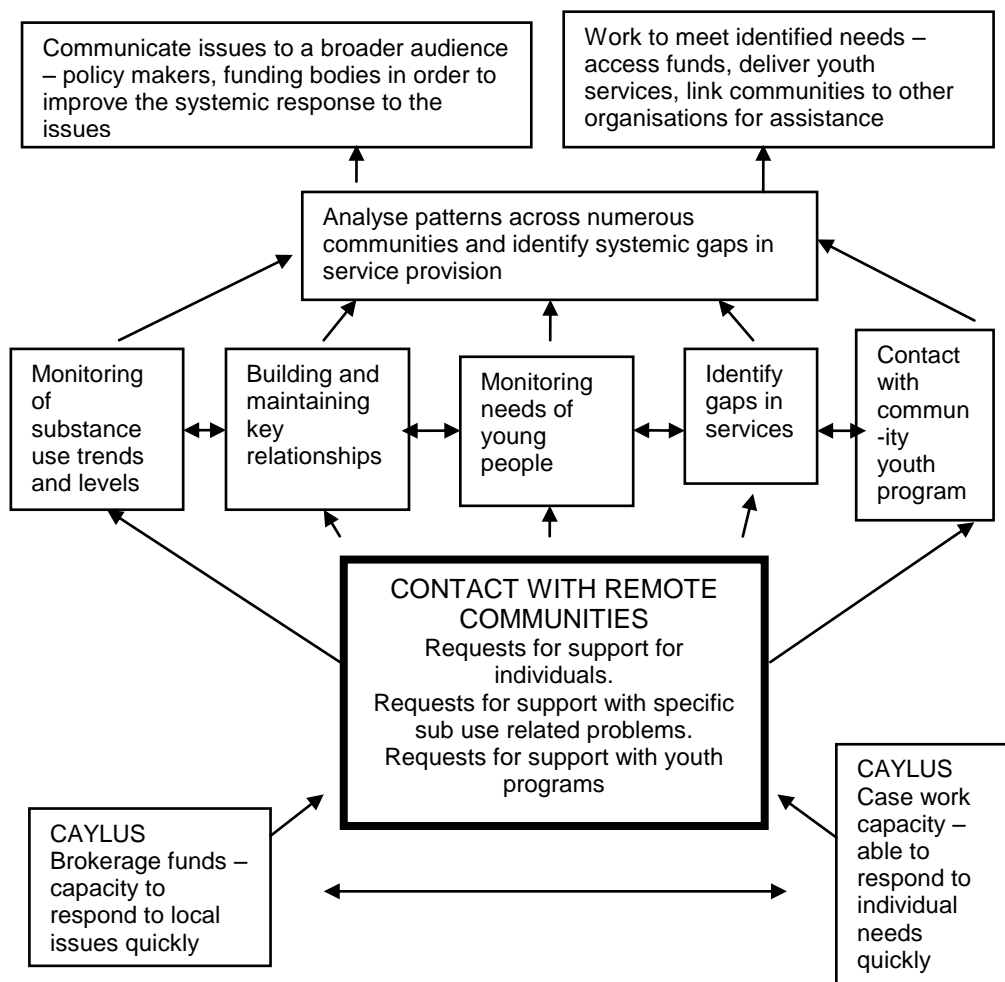 Communicate issues to a broader audience
– policy makers, funding bodies in order to
improve the systemic response to the
issues
Work to meet identified needs –
access funds, deliver youth
services, link communities to other
organisations for assistance
Analyse patterns across numerous
communities and identify systemic gaps in
service provision
Monitoring
of
substance
use trends
and levels
Building and
maintaining
key
relationships
Monitoring
needs of
young
people
Identify
gaps in
services
Contact
with
commun
-ity
youth
program
CONTACT WITH REMOTE
COMMUNITIES
Requests for support for
individuals.
Requests for support with specific
sub use related problems.
Requests for support with youth
programs
CAYLUS
Brokerage funds –
capacity to
respond to local
issues quickly
CAYLUS
Case work
capacity –
able to
respond to
individual
needs
quickly